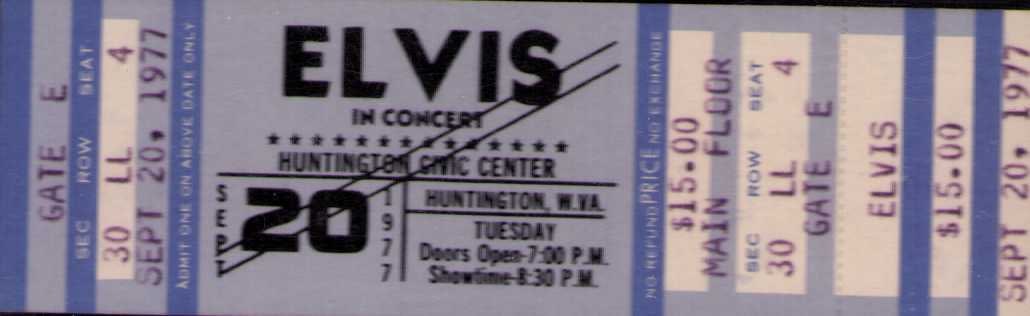 GATE E
SEC ROW SEAT
30 LL 4
SEPT 20, 1977
ADMIT ONE ON ABOVE DATE ONLY
ELVIS
IN CONCERT
★★★★★★★★★★★★★★
HUNTINGTON CIVIC CENTER
SEPT
20
1977
HUNTINGTON, W.VA.
TUESDAY
Doors Open-7:00 P.M.
Showtime-8:30 P.M.
NO REFUND PRICE NO EXCHANGE
$15.00
MAIN FLOOR
SEC ROW SEAT
30 LL 4
GATE E
ELVIS
$15.00
SEPT 20, 1977